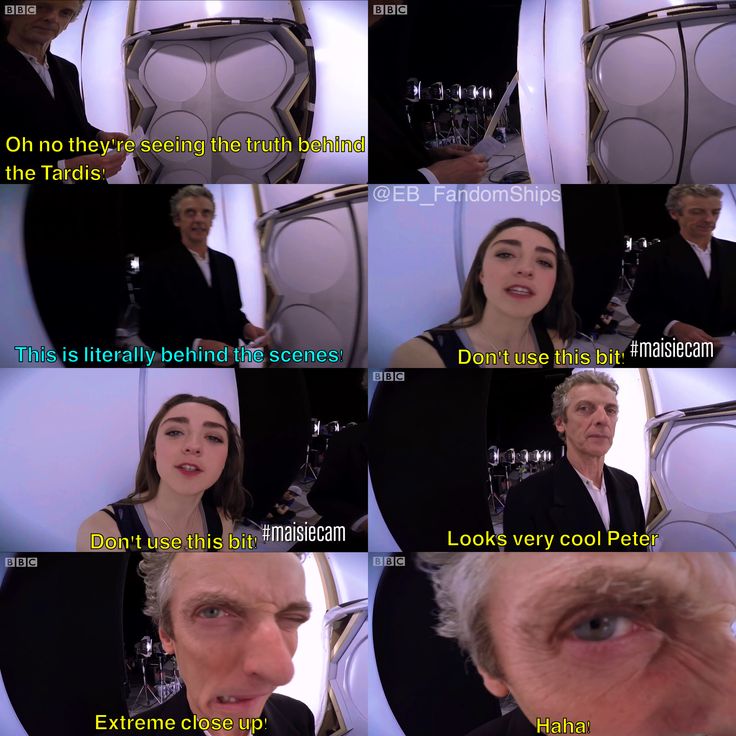 BBC
BBC
Oh no they're seeing the truth behind
the Tardis!
@EB_FandomShips
This is literally behind the scenes!
Don't use this bit!
#maisiecam
BBC
Don't use this bit!
#maisiecam
Looks very cool Peter
BBC
BBC
Extreme close up!
Haha!